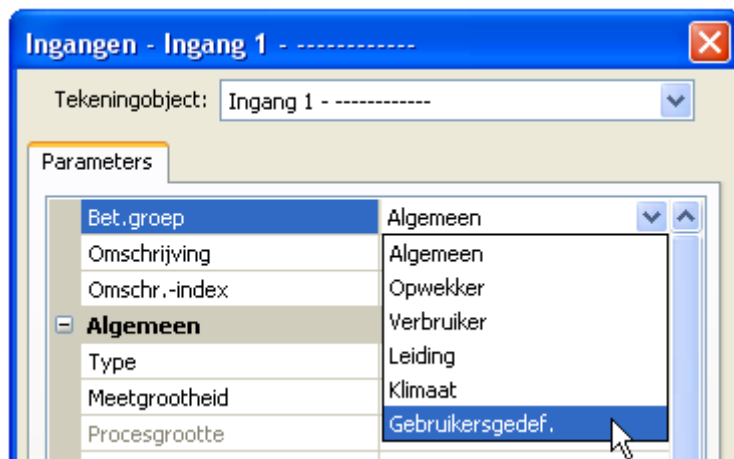 Ingangen - Ingang 1 - ------------
Tekeningobject: Ingang 1 - ------------
Parameters
Bet.groep Algemeen
Omschrijving Algemeen
Omschr.-index Opwekker
Algemeen Verbruiker
Type Leiding
Meetgrootheid Klimaat
Procesgrootte Gebruikersgedef.